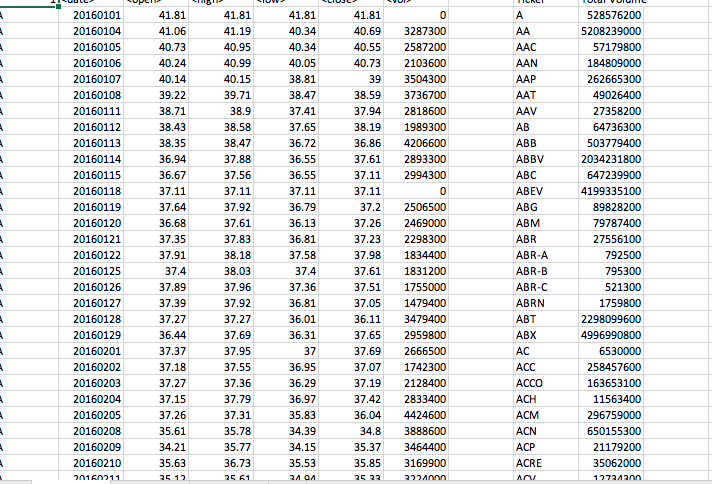 <date> <open> <high> <low> <close> <vol> Ticker Total Volume
A 20160101 41.81 41.81 41.81 41.81 0 A 528576200
A 20160104 41.06 41.19 40.34 40.69 3287300 AA 5208239000
A 20160105 40.73 40.95 40.34 40.55 2587200 AAC 57179800
A 20160106 40.24 40.99 40.05 40.73 2103600 AAN 184809000
A 20160107 40.14 40.15 38.81 39 3504300 AAP 262665300
A 20160108 39.22 39.71 38.47 38.59 3736700 AAT 49026400
A 20160111 38.71 38.9 37.41 37.94 2818600 AAV 27358200
A 20160112 38.43 38.58 37.65 38.19 1989300 AB 64736300
A 20160113 38.35 38.47 36.72 36.86 4206600 ABB 503779400
A 20160114 36.94 37.88 36.55 37.61 2893300 ABBV 2034231800
A 20160115 36.67 37.56 36.55 37.11 2994300 ABC 647239900
A 20160118 37.11 37.11 37.11 37.11 0 ABEV 4199335100
A 20160119 37.64 37.92 36.79 37.2 2506500 ABG 89828200
A 20160120 36.68 37.61 36.13 37.26 2469000 ABM 79787400
A 20160121 37.35 37.83 36.81 37.23 2298300 ABR 27556100
A 20160122 37.91 38.18 37.58 37.98 1834400 ABR-A 792500
A 20160125 37.4 38.03 37.4 37.61 1831200 ABR-B 795300
A 20160126 37.89 37.96 37.36 37.51 1755000 ABR-C 521300
A 20160127 37.39 37.92 36.81 37.05 1479400 ABRN 1759800
A 20160128 37.27 37.27 36.01 36.11 3479400 ABT 2298099600
A 20160129 36.44 37.69 36.31 37.65 2959800 ABX 4996990800
A 20160201 37.37 37.95 37 37.69 2666500 AC 6530000
A 20160202 37.18 37.55 36.95 37.07 1742300 ACC 258457600
A 20160203 37.27 37.36 36.29 37.19 2128400 ACCO 163653100
A 20160204 37.15 37.79 36.97 37.42 2833400 ACH 11563400
A 20160205 37.26 37.31 35.83 36.04 4424600 ACM 296759000
A 20160208 35.61 35.78 34.39 34.8 3888600 ACN 650155300
A 20160209 34.21 35.77 34.15 35.37 3464400 ACP 21179200
A 20160210 35.63 36.73 35.53 35.85 3169900 ACRE 35062000
A 20160211 35.12 35.61 34.94 35.33 3224000 ACV 12734300